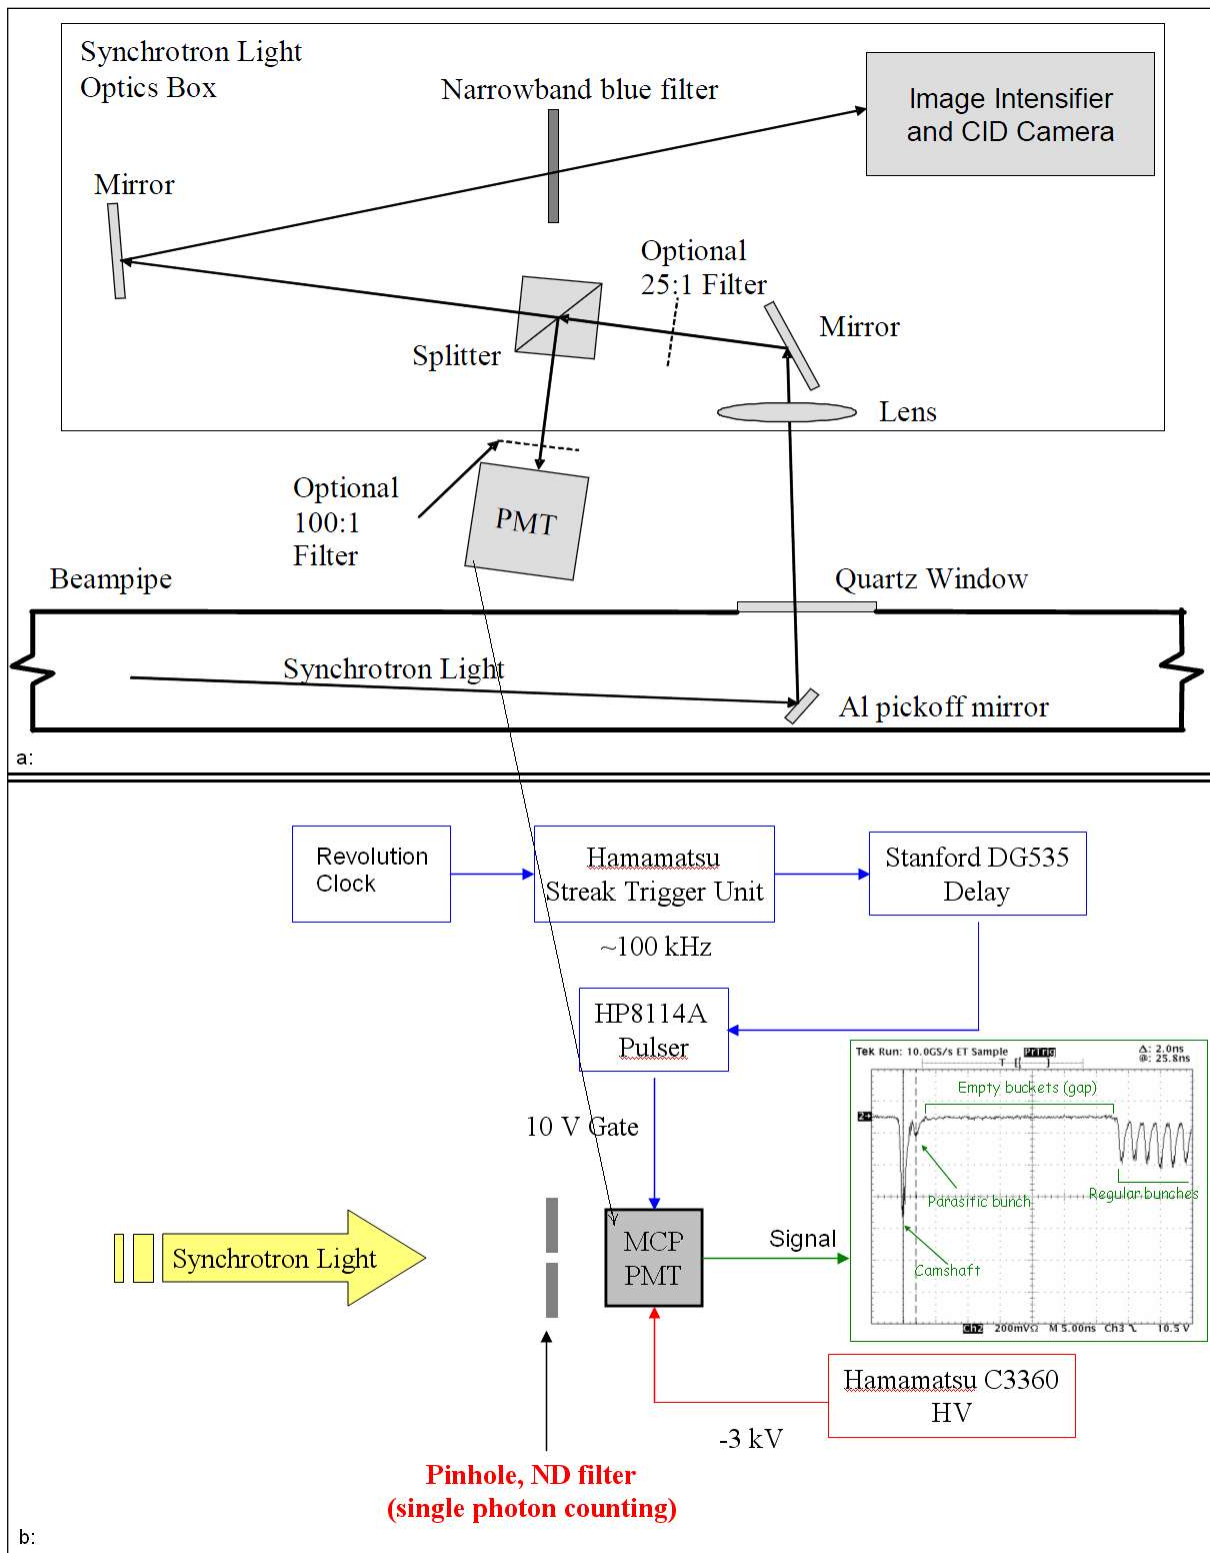 Synchrotron Light
Optics Box
Narrowband blue filter
Image Intensifier
and CID Camera
Mirror
Optional
25:1 Filter
Mirror
Splitter
Lens
Optional
100:1
Filter
PMT
Beampipe
Quartz Window
Synchrotron Light
Al pickoff mirror
a:
Revolution
Clock
Hamamatsu
Streak Trigger Unit
Stanford DG535
Delay
~100 kHz
HP8114A
Pulser
Tek Run: 10.0GS/s ET Sample PrTrig
Δ: 2.0ns
@: 25.8ns
T
Empty buckets (gap)
2→
10 V Gate
Parasitic bunch
Regular bunches
Synchrotron Light
MCP
PMT
Signal
Camshaft
Ch2 200mVΩ M 5.00ns Ch3 10.5 V
Hamamatsu C3360
HV
-3 kV
Pinhole, ND filter
(single photon counting)
b: